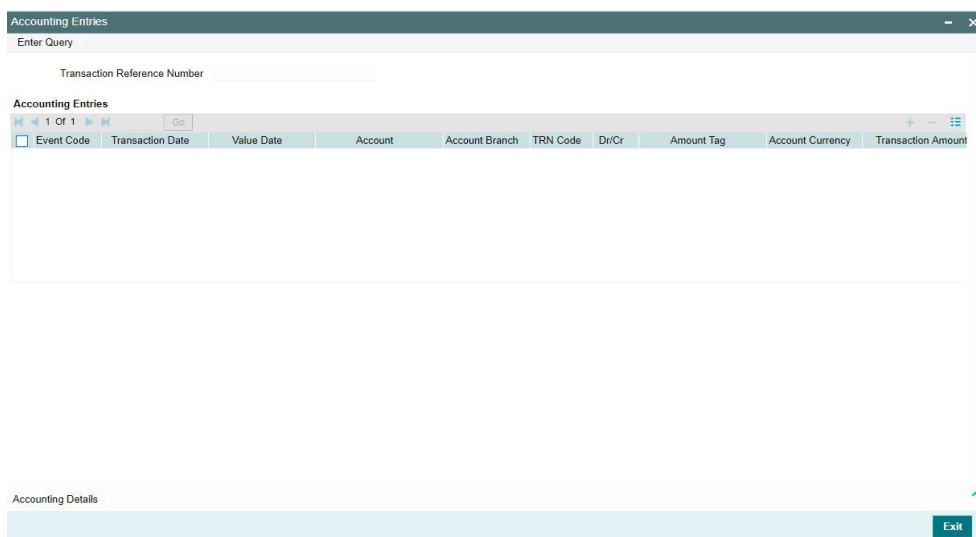 Accounting Entries
Enter Query
Transaction Reference Number
Accounting Entries
1 Of 1 Go
Event Code Transaction Date Value Date Account Account Branch TRN Code Dr/Cr Amount Tag Account Currency Transaction Amount
Accounting Details
Exit